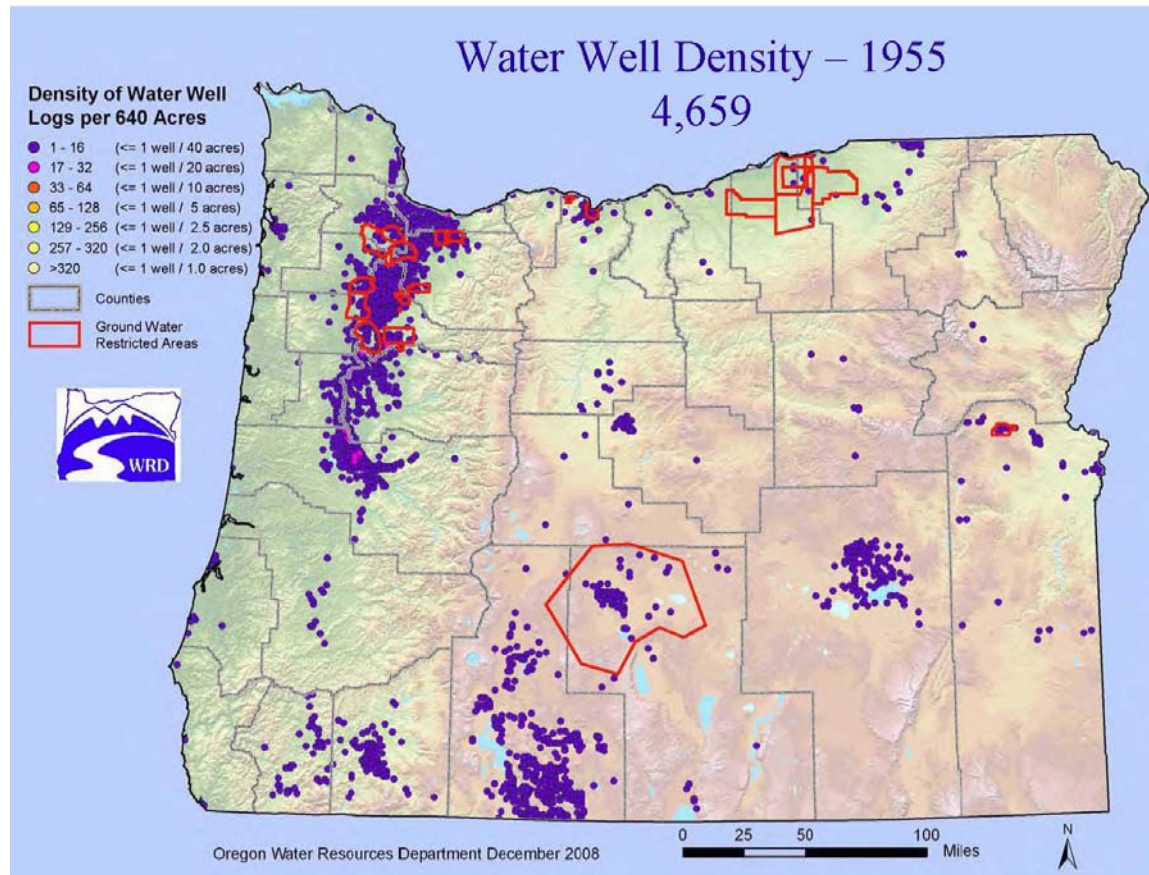 Water Well Density – 1955
4,659
Density of Water Well
Logs per 640 Acres
1 - 16 (<= 1 well / 40 acres)
17 - 32 (<= 1 well / 20 acres)
33 - 64 (<= 1 well / 10 acres)
65 - 128 (<= 1 well / 5 acres)
129 - 256 (<= 1 well / 2.5 acres)
257 - 320 (<= 1 well / 2.0 acres)
>320 (<= 1 well / 1.0 acres)
Counties
Ground Water
Restricted Areas
WRD
Oregon Water Resources Department December 2008
0 25 50 100
Miles
N